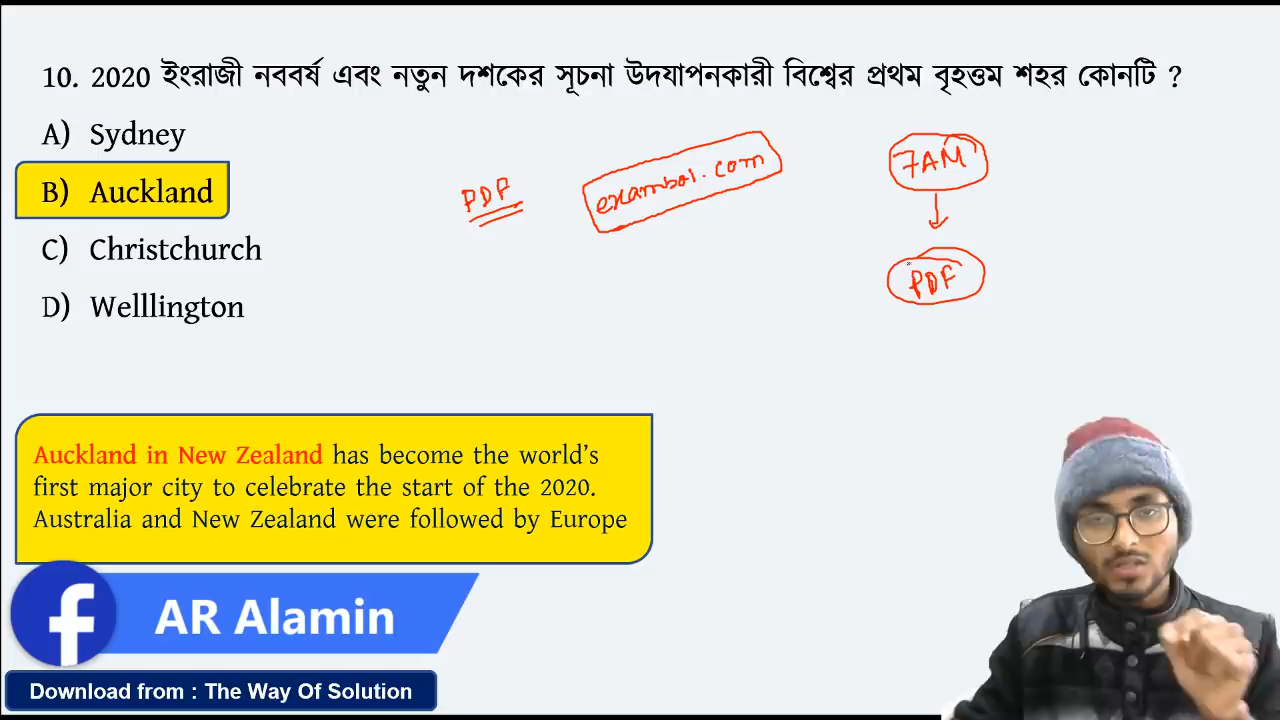 10. 2020 ইংরাজী নববর্ষ এবং নতুন দশকের সূচনা উদযাপনকারী বিশ্বের প্রথম বৃহত্তম শহর কোনটি ?
A) Sydney
B) Auckland
C) Christchurch
D) Welllington
PDF
examboi.com
7AM
PDF
Auckland in New Zealand has become the world's
first major city to celebrate the start of the 2020.
Australia and New Zealand were followed by Europe
f AR Alamin
Download from : The Way Of Solution